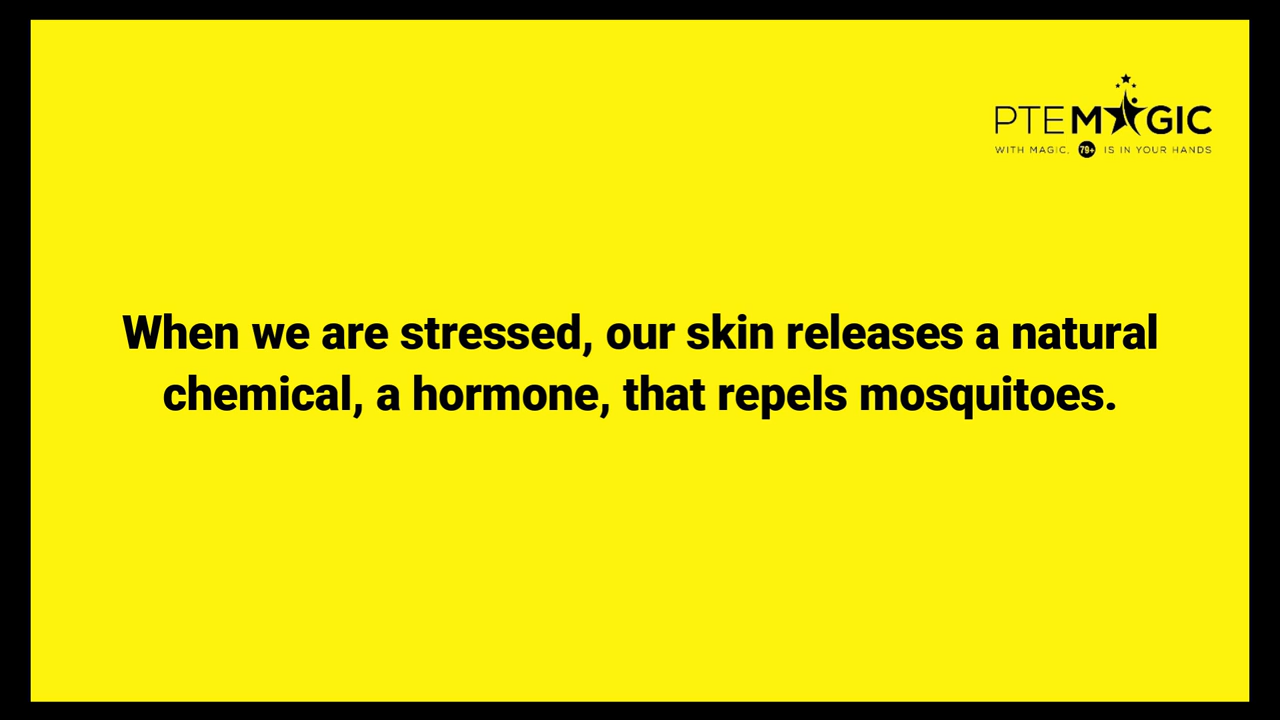 PTEMAGIC
WITH MAGIC, 79+ IS IN YOUR HANDS
When we are stressed, our skin releases a natural
chemical, a hormone, that repels mosquitoes.